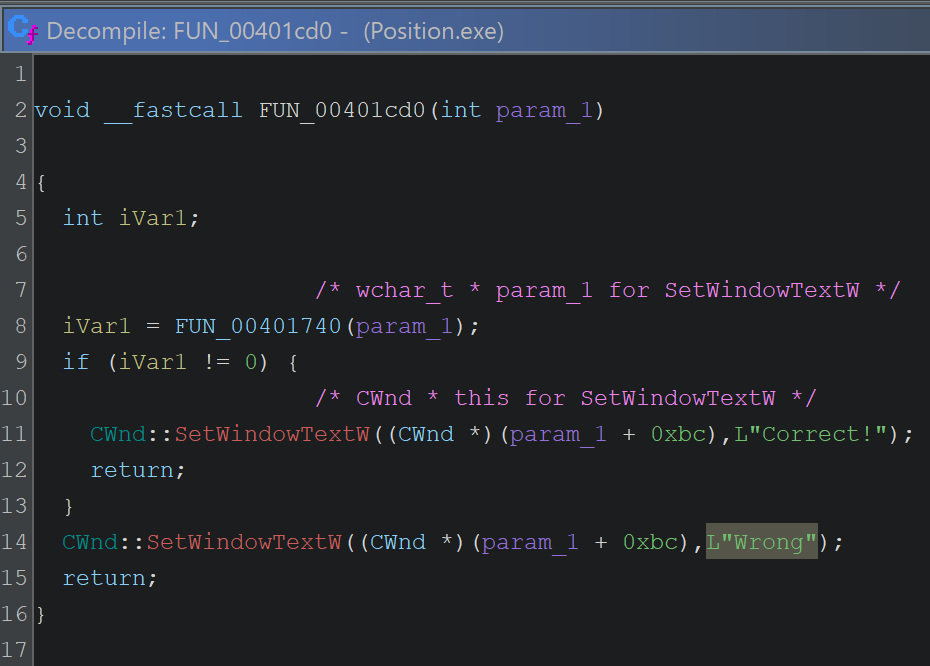 Decompile: FUN_00401cd0 - (Position.exe)
1
2 void __fastcall FUN_00401cd0(int param_1)
3
4 {
5 int iVar1;
6
7 /* wchar_t * param_1 for SetWindowTextW */
8 iVar1 = FUN_00401740(param_1);
9 if (iVar1 != 0) {
10 /* CWnd * this for SetWindowTextW */
11 CWnd::SetWindowTextW((CWnd *)(param_1 + 0xbc),L"Correct!");
12 return;
13 }
14 CWnd::SetWindowTextW((CWnd *)(param_1 + 0xbc),L"Wrong");
15 return;
16 }
17